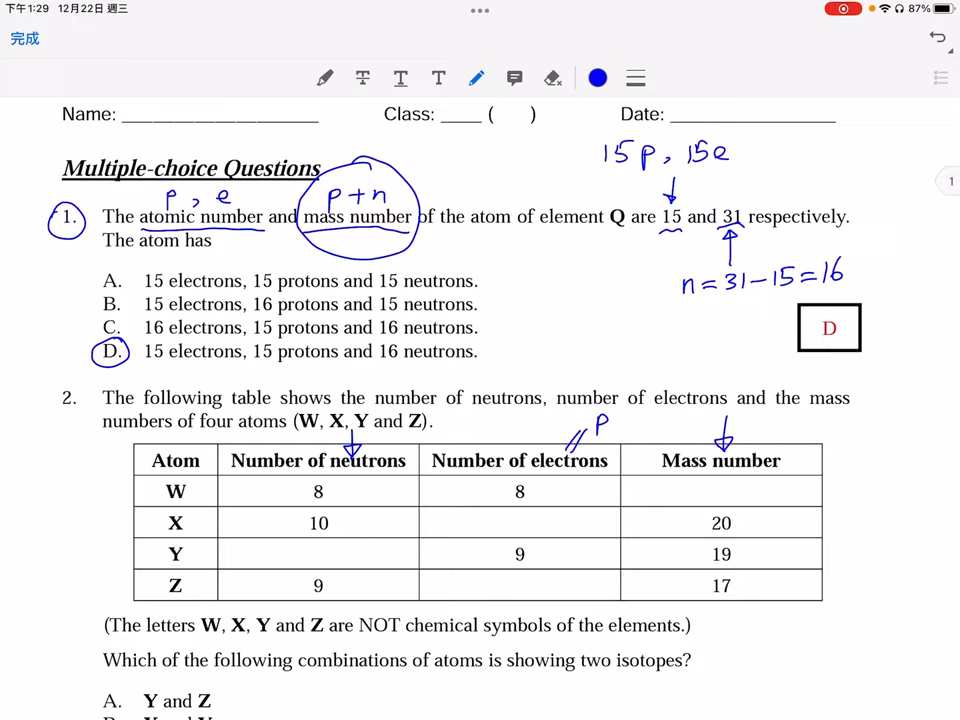 下午1:29 12月22日 週三 87%
完成
Name: ____________________ Class: ____ ( ) Date: _________________
15p, 15e
Multiple-choice Questions
p, e p+n
1. The atomic number and mass number of the atom of element Q are 15 and 31 respectively.
The atom has
n=31-15=16
A. 15 electrons, 15 protons and 15 neutrons.
B. 15 electrons, 16 protons and 15 neutrons.
C. 16 electrons, 15 protons and 16 neutrons.
D. 15 electrons, 15 protons and 16 neutrons.
D
2. The following table shows the number of neutrons, number of electrons and the mass
numbers of four atoms (W, X, Y and Z).
p
Atom Number of neutrons Number of electrons Mass number
W 8 8
X 10 20
Y 9 19
Z 9 17
(The letters W, X, Y and Z are NOT chemical symbols of the elements.)
Which of the following combinations of atoms is showing two isotopes?
A. Y and Z
1